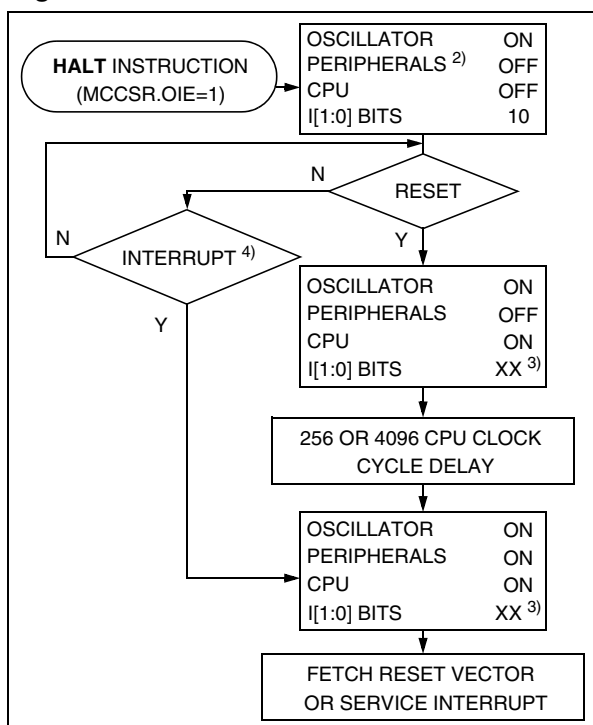 HALT INSTRUCTION
(MCCSR.OIE=1)
OSCILLATOR ON
PERIPHERALS 2) OFF
CPU OFF
I[1:0] BITS 10
N
RESET
N
INTERRUPT 4)
Y
Y
OSCILLATOR ON
PERIPHERALS OFF
CPU ON
I[1:0] BITS XX 3)
256 OR 4096 CPU CLOCK
CYCLE DELAY
OSCILLATOR ON
PERIPHERALS ON
CPU ON
I[1:0] BITS XX 3)
FETCH RESET VECTOR
OR SERVICE INTERRUPT